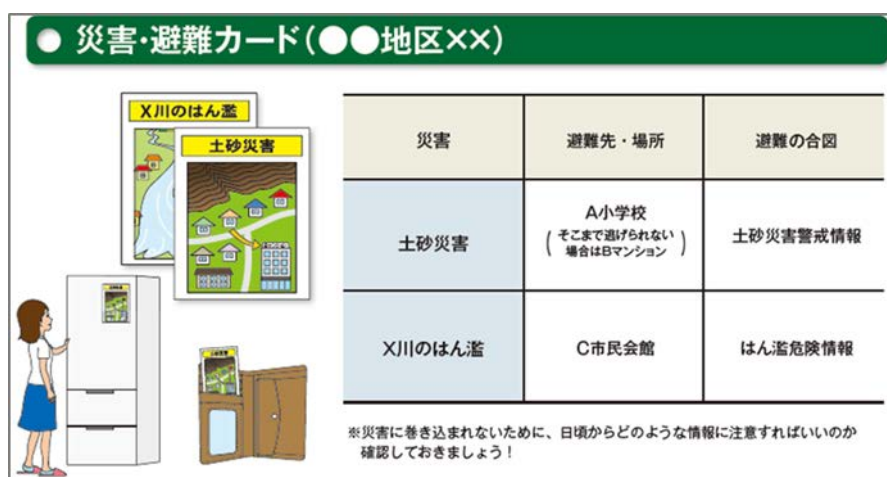 災害・避難カード（●●地区××）
X川のはん濫
土砂災害
災害
避難先・場所
避難の合図
土砂災害
A小学校
（そこまで逃げられない
場合はBマンション）
土砂災害警戒情報
X川のはん濫
C市民会館
はん濫危険情報
※災害に巻き込まれないために、日頃からどのような情報に注意すればいいのか
確認しておきましょう！